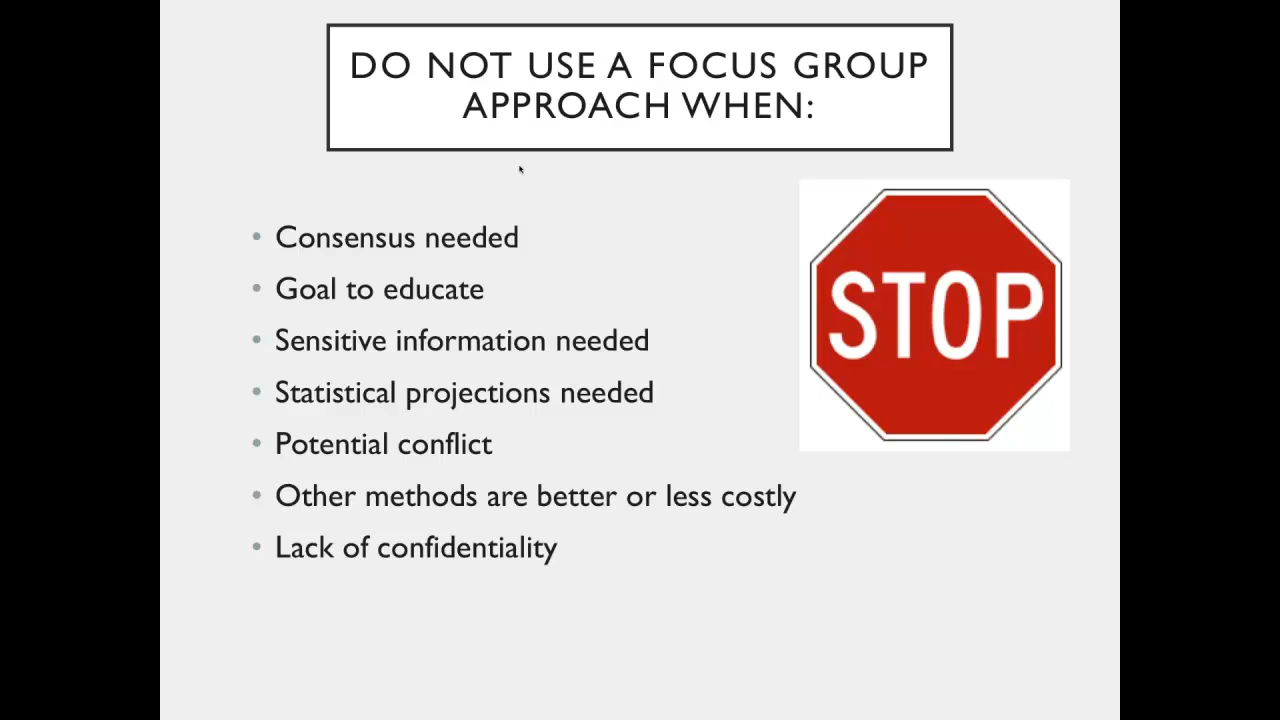 DO NOT USE A FOCUS GROUP
APPROACH WHEN:
• Consensus needed
• Goal to educate
• Sensitive information needed
• Statistical projections needed
• Potential conflict
• Other methods are better or less costly
• Lack of confidentiality
STOP